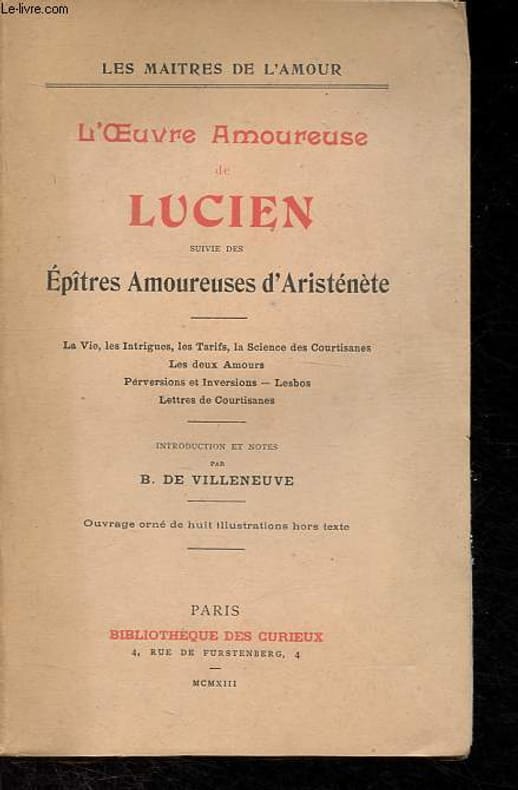 Le-livre.com
LES MAITRES DE L'AMOUR
L'Œuvre Amoureuse
de
LUCIEN
SUIVIE DES
Épîtres Amoureuses d'Aristénète
La Vie, les Intrigues, les Tarifs, la Science des Courtisanes
Les deux Amours
Perversions et Inversions — Lesbos
Lettres de Courtisanes
INTRODUCTION ET NOTES
PAR
B. DE VILLENEUVE
Ouvrage orné de huit illustrations hors texte
PARIS
BIBLIOTHÈQUE DES CURIEUX
4, RUE DE FURSTENBERG, 4
MCMXIII